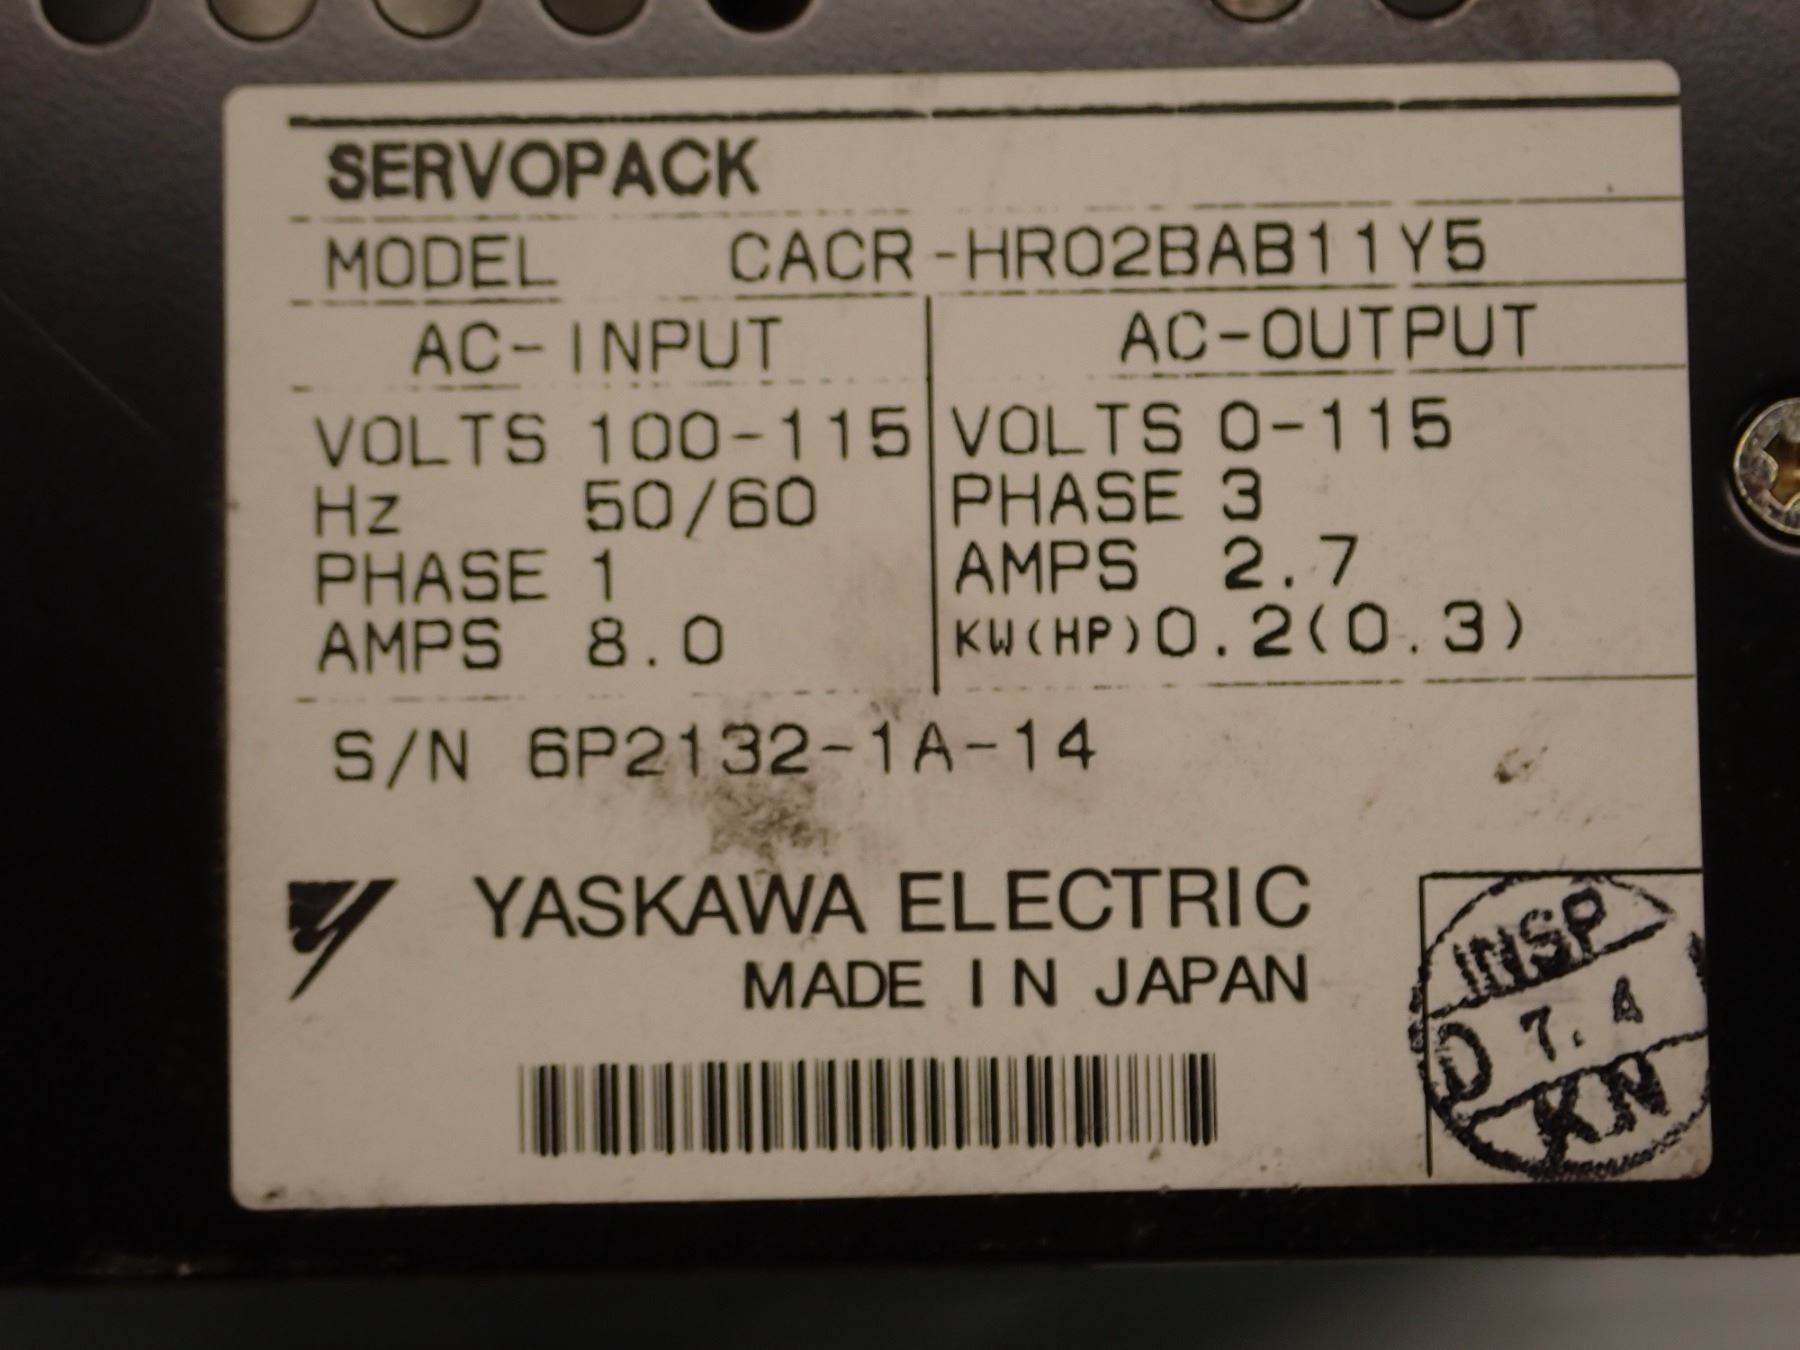 SERVOPACK
MODEL CACR-HR02BAB11Y5
AC-INPUT
VOLTS 100-115
Hz 50/60
PHASE 1
AMPS 8.0
AC-OUTPUT
VOLTS 0-115
PHASE 3
AMPS 2.7
KW(HP) 0.2(0.3)
S/N 6P2132-1A-14
YASKAWA ELECTRIC
MADE IN JAPAN
INSP
D 7. 4
KN